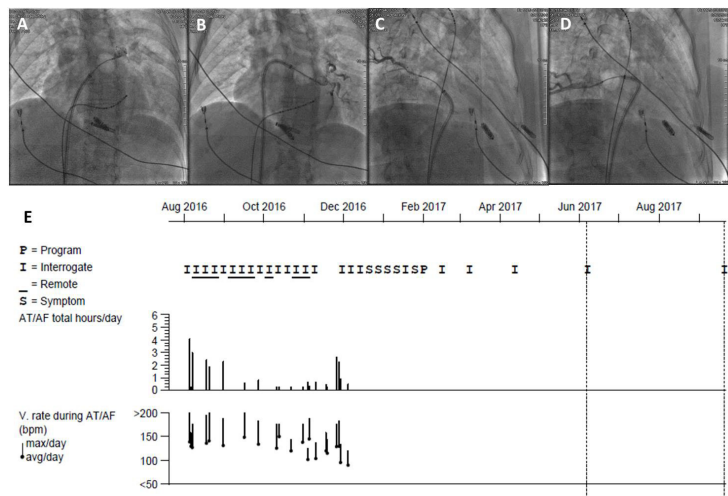 A B C D
E
Aug 2016 Oct 2016 Dec 2016 Feb 2017 Apr 2017 Jun 2017 Aug 2017
P = Program
I = Interrogate
_ = Remote
S = Symptom
I I I I I I I I I I I I I I I I I I S S S S S I S P I I I I I
AT/AF total hours/day
6
5
4
3
2
1
0
V. rate during AT/AF
(bpm)
max/day
avg/day
>200
150
100
<50